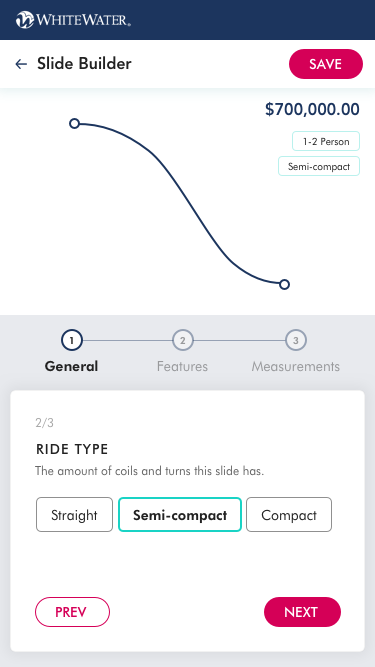 WHITEWATER®
← Slide Builder
SAVE
$700,000.00
1-2 Person
Semi-compact
1
2
3
General
Features
Measurements
2/3
RIDE TYPE
The amount of coils and turns this slide has.
Straight
Semi-compact
Compact
PREV
NEXT